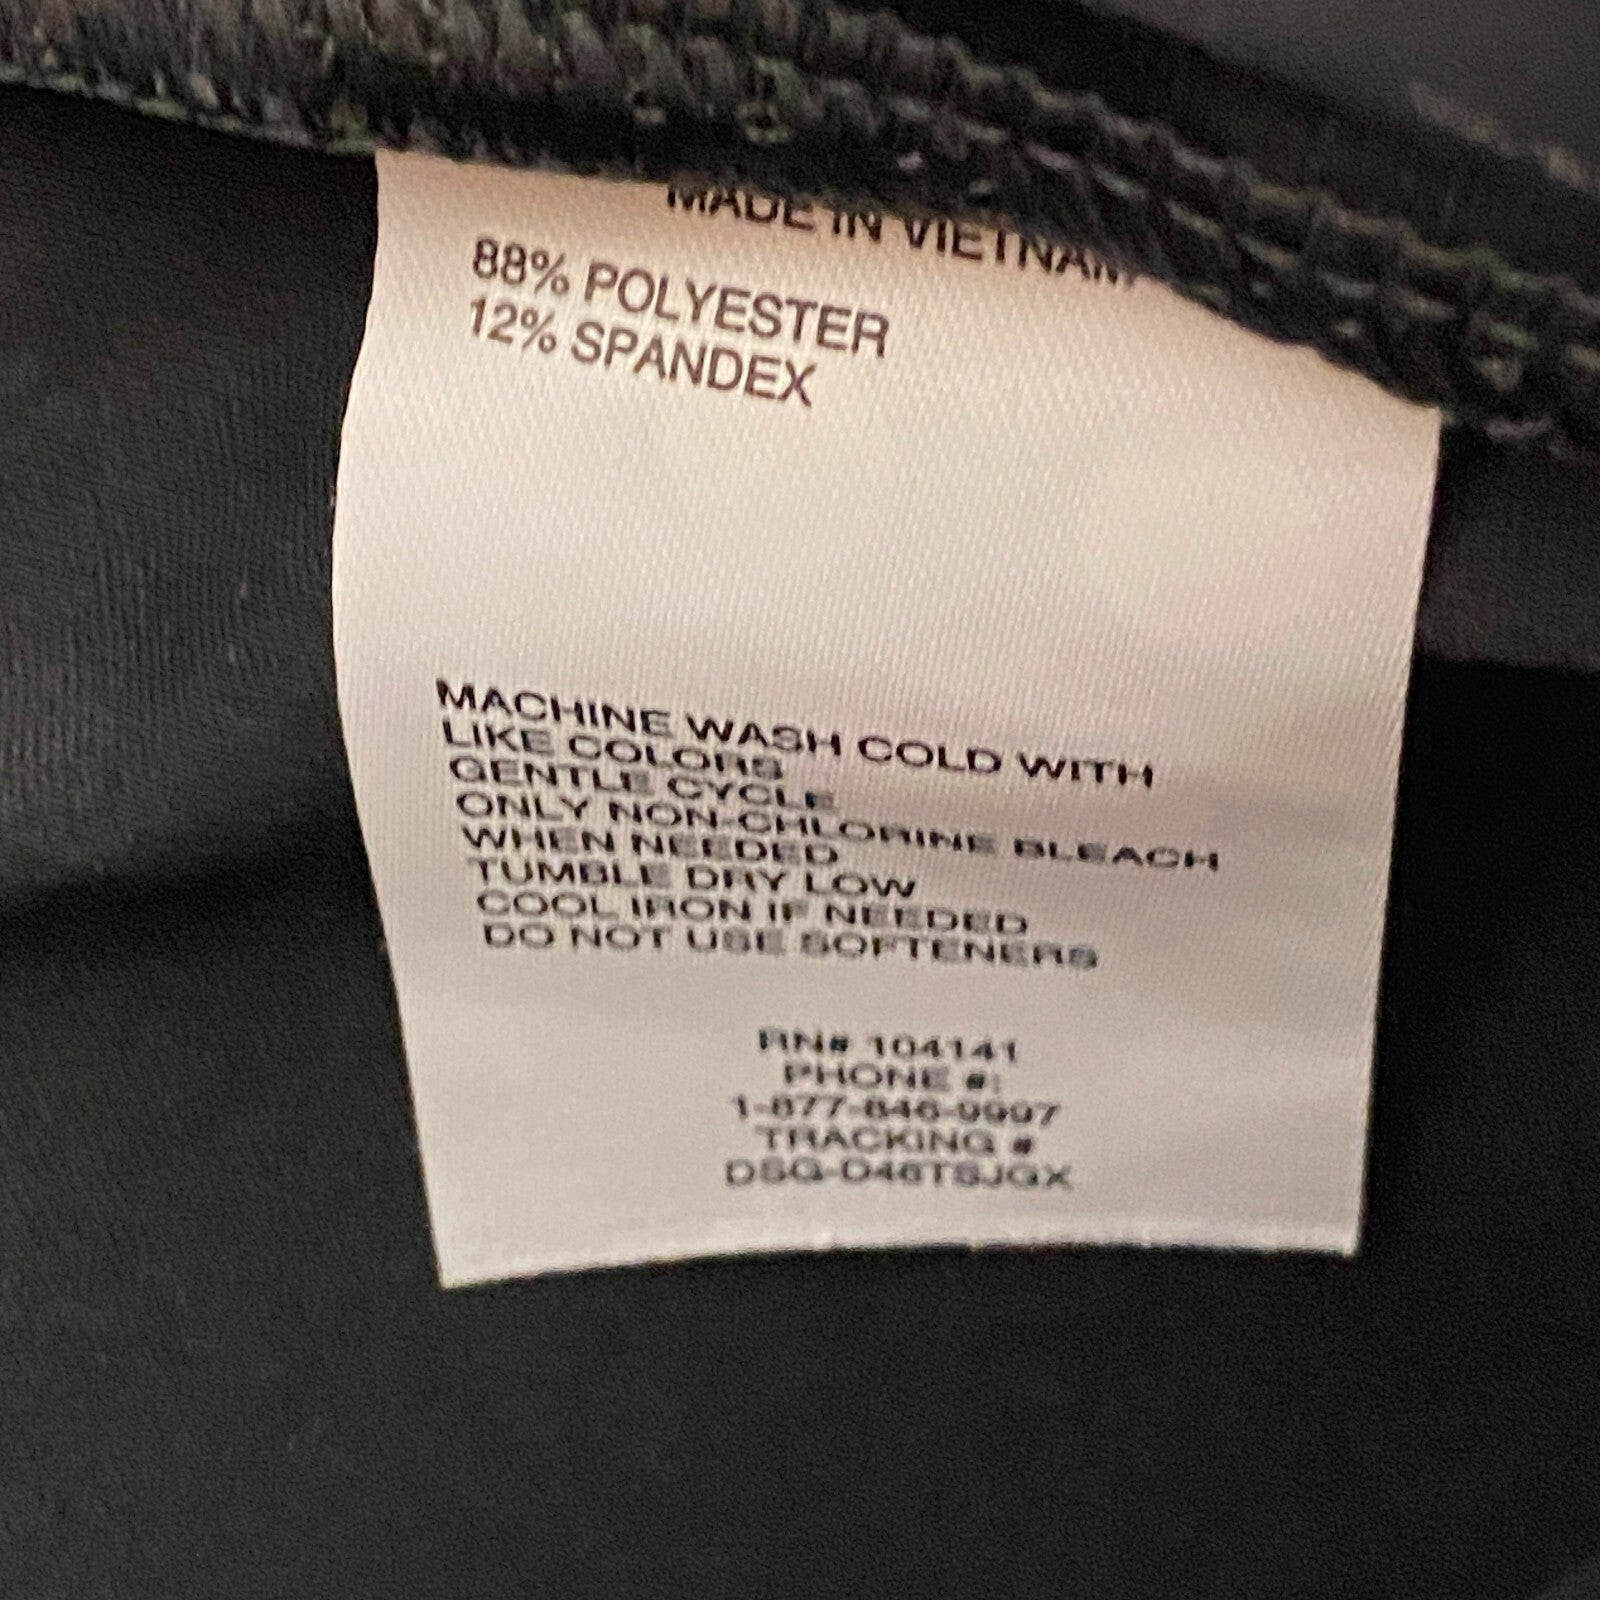 MADE IN VIETNAM
88% POLYESTER
12% SPANDEX
MACHINE WASH COLD WITH
LIKE COLORS
GENTLE CYCLE
ONLY NON-CHLORINE BLEACH
WHEN NEEDED
TUMBLE DRY LOW
COOL IRON IF NEEDED
DO NOT USE SOFTENERS
RN# 104141
PHONE #:
1-877-846-9997
TRACKING #
DSG-D46TSJGX